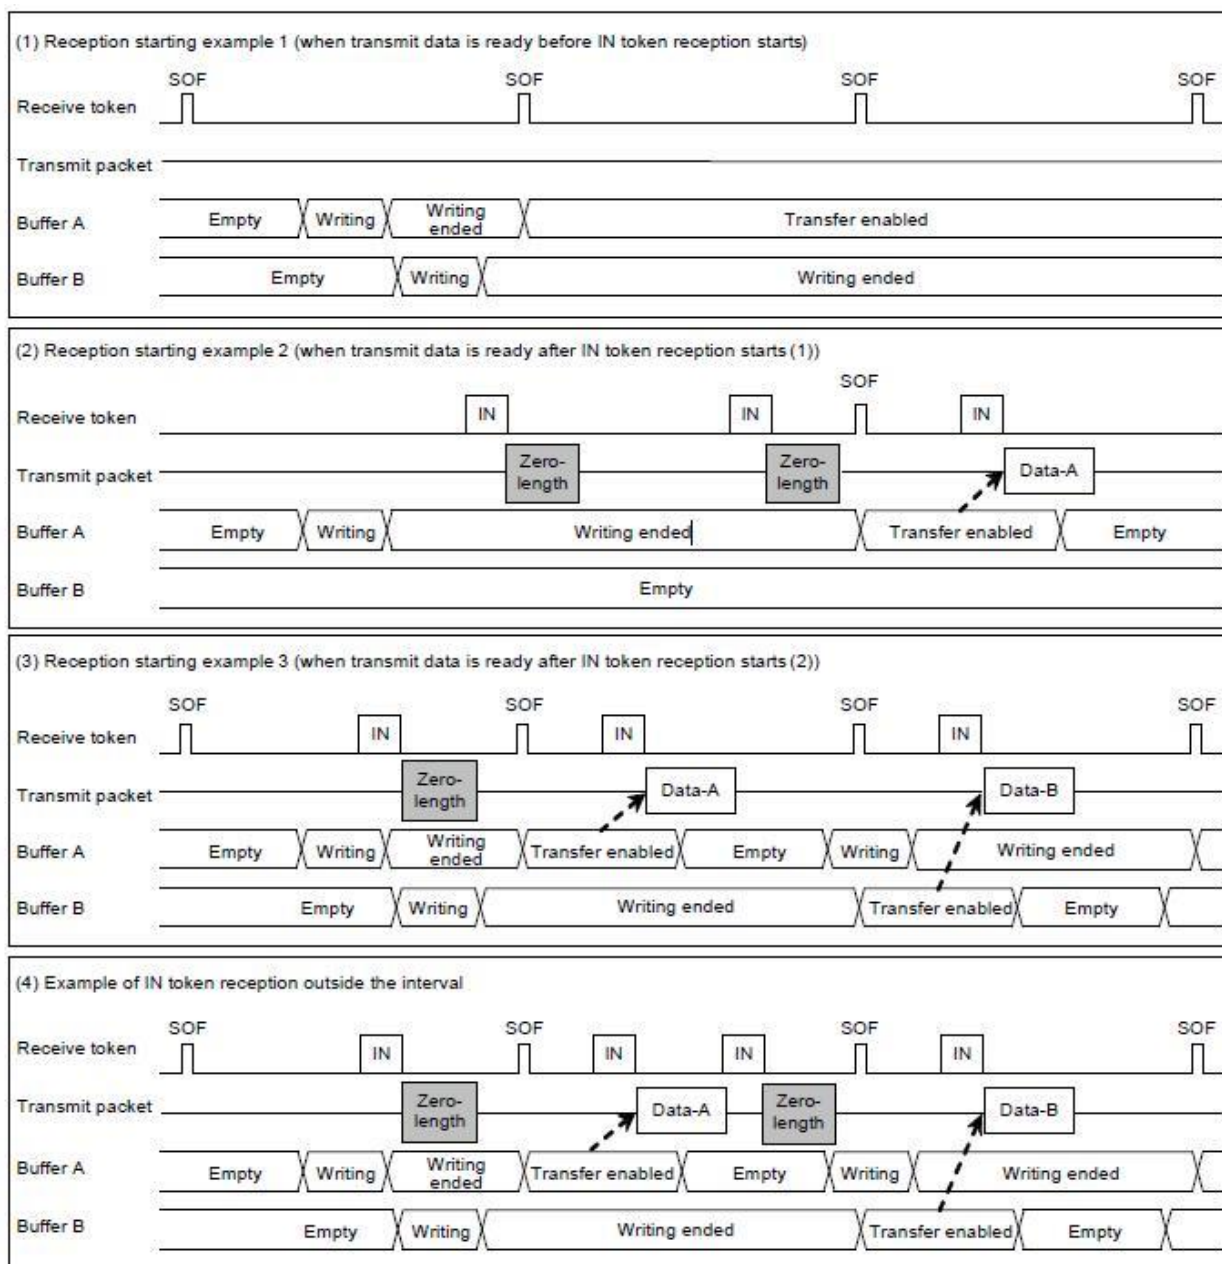 (1) Reception starting example 1 (when transmit data is ready before IN token reception starts)
SOF SOF SOF SOF
Receive token
Transmit packet
Buffer A Empty Writing Writing ended Transfer enabled
Buffer B Empty Writing Writing ended
(2) Reception starting example 2 (when transmit data is ready after IN token reception starts (1))
SOF
Receive token IN IN IN
Transmit packet Zero-length Zero-length Data-A
Buffer A Empty Writing Writing ended Transfer enabled Empty
Buffer B Empty
(3) Reception starting example 3 (when transmit data is ready after IN token reception starts (2))
SOF SOF SOF SOF
Receive token IN IN IN
Transmit packet Zero-length Data-A Data-B
Buffer A Empty Writing Writing ended Transfer enabled Empty Writing Writing ended
Buffer B Empty Writing Writing ended Transfer enabled Empty
(4) Example of IN token reception outside the interval
SOF SOF SOF SOF
Receive token IN IN IN IN
Transmit packet Zero-length Data-A Zero-length Data-B
Buffer A Empty Writing Writing ended Transfer enabled Empty Writing Writing ended
Buffer B Empty Writing Writing ended Transfer enabled Empty